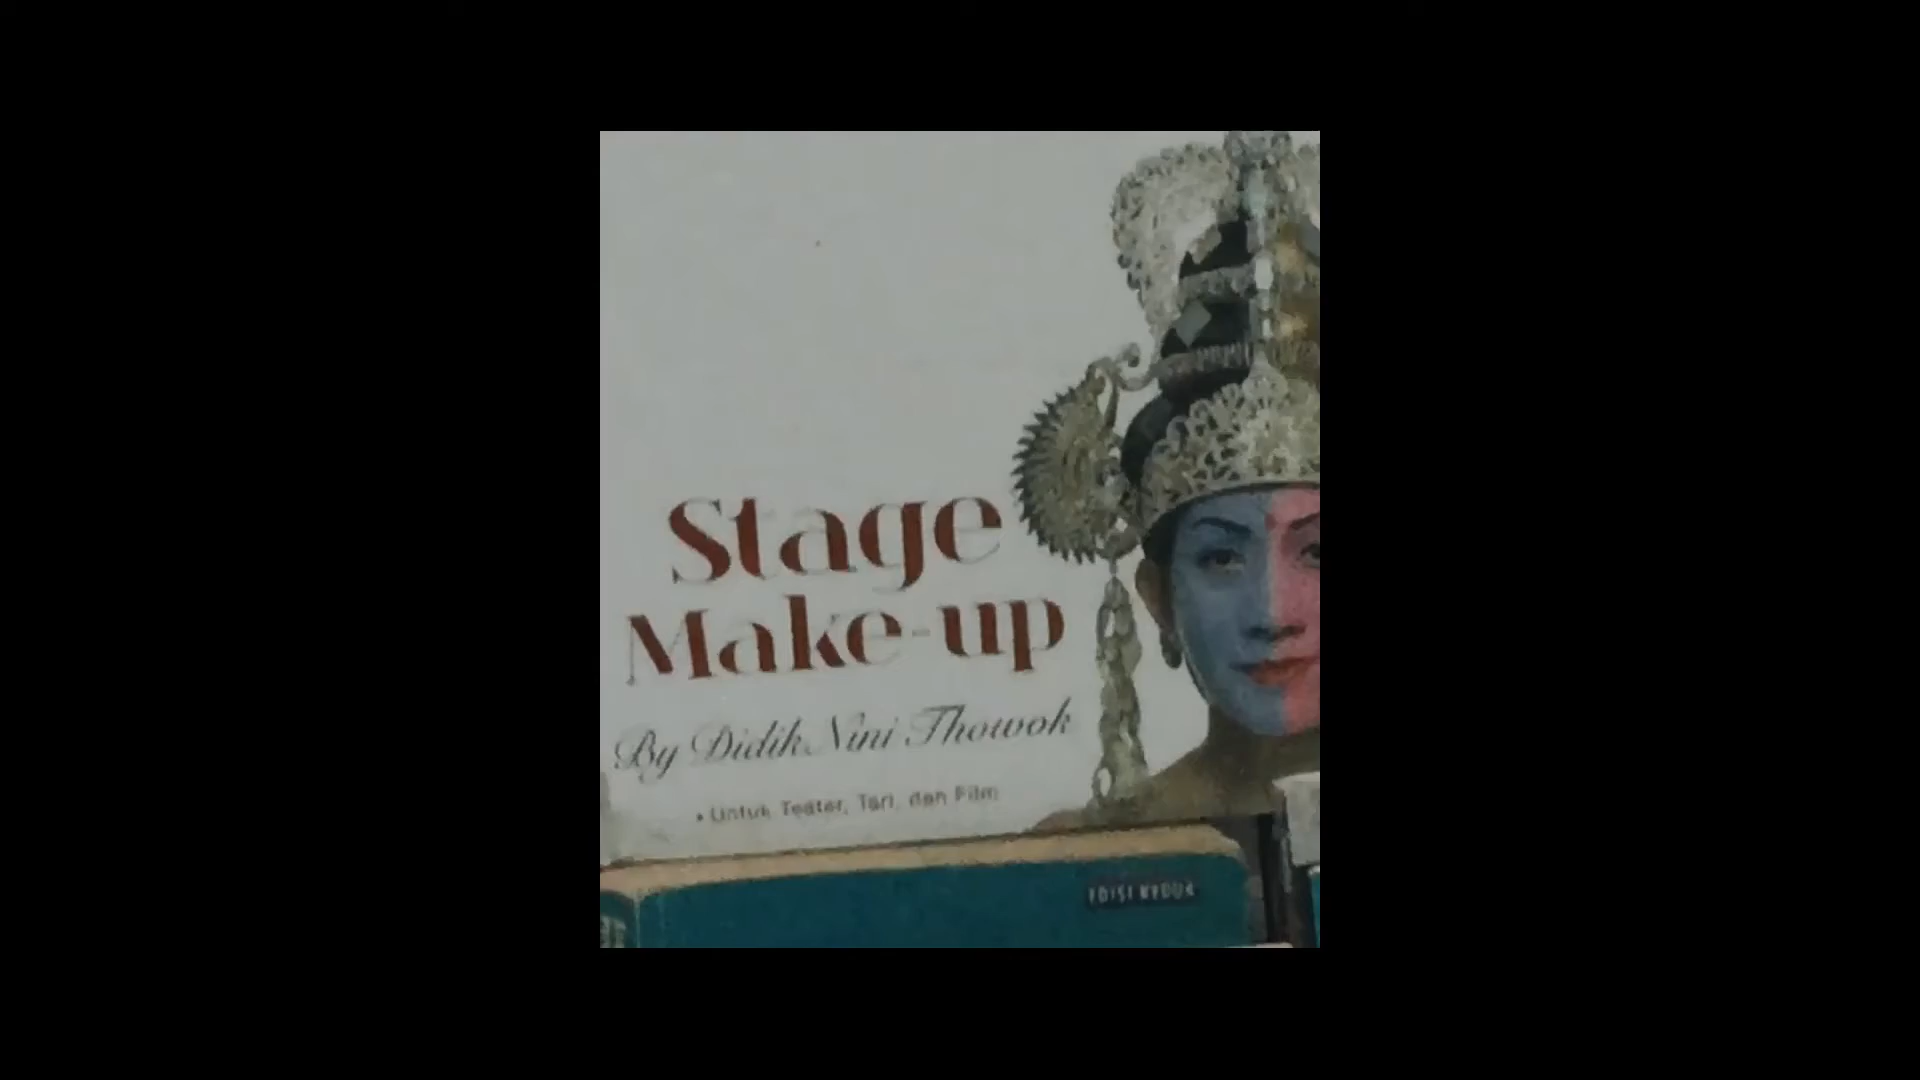 Stage
Make-up
By Didik Nini Thowok
• Untuk Teater, Tari, dan Film
EDISI KEDUA